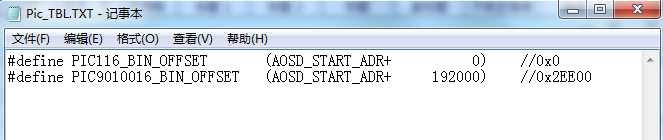 Pic_TBL.TXT - 记事本
文件(F) 编辑(E) 格式(O) 查看(V) 帮助(H)
#define PIC116_BIN_OFFSET (AOSD_START_ADR+ 0) //0x0
#define PIC9010016_BIN_OFFSET (AOSD_START_ADR+ 192000) //0x2EE00